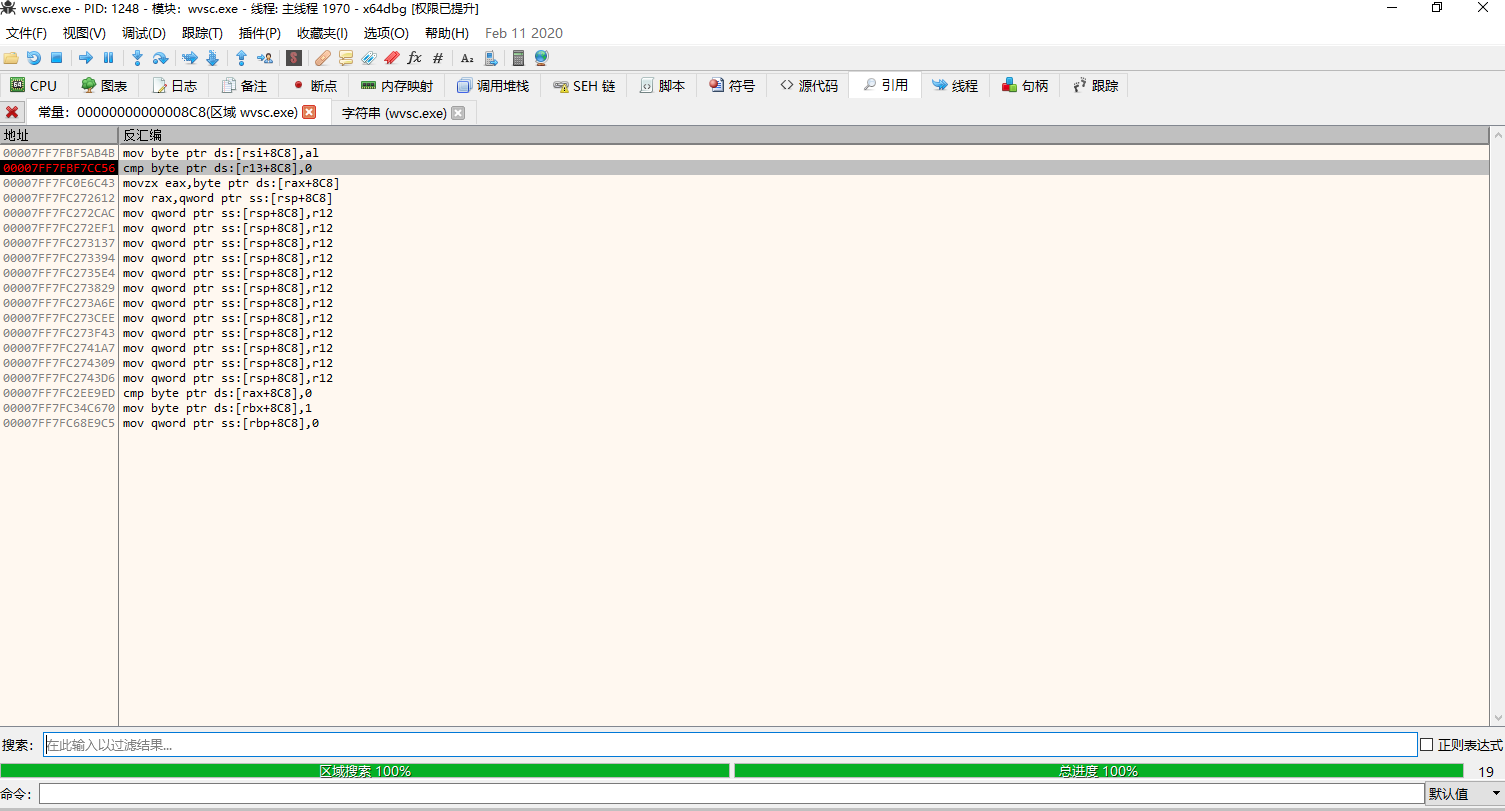 wvsc.exe - PID: 1248 - 模块: wvsc.exe - 线程: 主线程 1970 - x64dbg [权限已提升]
文件(F) 视图(V) 调试(D) 跟踪(T) 插件(P) 收藏夹(I) 选项(O) 帮助(H) Feb 11 2020
CPU 图表 日志 备注 断点 内存映射 调用堆栈 SEH 链 脚本 符号 源代码 引用 线程 句柄 跟踪
常量: 00000000000008C8(区域 wvsc.exe) 字符串 (wvsc.exe)
地址 反汇编
00007FF7FBF5AB4B mov byte ptr ds:[rsi+8C8],al
00007FF7FBF7CC56 cmp byte ptr ds:[r13+8C8],0
00007FF7FC0E6C43 movzx eax,byte ptr ds:[rax+8C8]
00007FF7FC272612 mov rax,qword ptr ss:[rsp+8C8]
00007FF7FC272CAC mov qword ptr ss:[rsp+8C8],r12
00007FF7FC272EF1 mov qword ptr ss:[rsp+8C8],r12
00007FF7FC273137 mov qword ptr ss:[rsp+8C8],r12
00007FF7FC273394 mov qword ptr ss:[rsp+8C8],r12
00007FF7FC2735E4 mov qword ptr ss:[rsp+8C8],r12
00007FF7FC273829 mov qword ptr ss:[rsp+8C8],r12
00007FF7FC273A6E mov qword ptr ss:[rsp+8C8],r12
00007FF7FC273CEE mov qword ptr ss:[rsp+8C8],r12
00007FF7FC273F43 mov qword ptr ss:[rsp+8C8],r12
00007FF7FC2741A7 mov qword ptr ss:[rsp+8C8],r12
00007FF7FC274309 mov qword ptr ss:[rsp+8C8],r12
00007FF7FC2743D6 mov qword ptr ss:[rsp+8C8],r12
00007FF7FC2EE9ED cmp byte ptr ds:[rax+8C8],0
00007FF7FC34C670 mov byte ptr ds:[rbx+8C8],1
00007FF7FC68E9C5 mov qword ptr ss:[rbp+8C8],0
搜索: 在此输入以过滤结果... 正则表达式
区域搜索 100% 总进度 100% 19
命令: 默认值